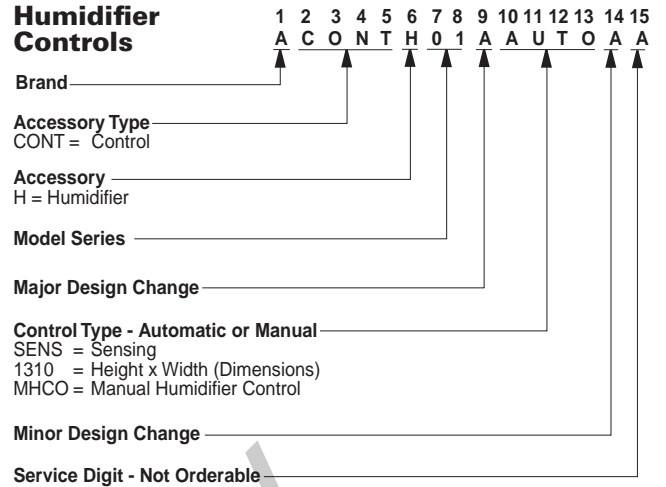 Humidifier
Controls
1 2 3 4 5 6 7 8 9 10 11 12 13 14 15
A C O N T H 0 1 A A U T O A A
Brand
Accessory Type
CONT = Control
Accessory
H = Humidifier
Model Series
Major Design Change
Control Type - Automatic or Manual
SENS = Sensing
1310 = Height x Width (Dimensions)
MHCO = Manual Humidifier Control
Minor Design Change
Service Digit - Not Orderable